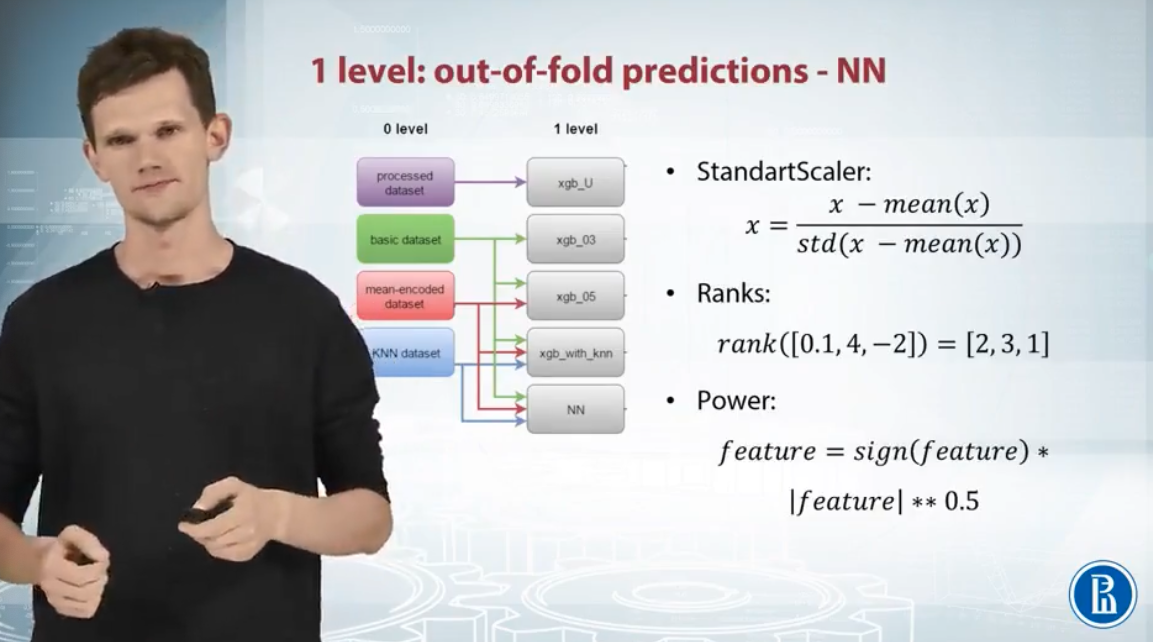 1 level: out-of-fold predictions - NN
0 level
1 level
processed
dataset
xgb_U
basic dataset
xgb_03
mean-encoded
dataset
xgb_05
KNN dataset
xgb_with_knn
NN
• StandartScaler:
x = x − mean(x) / std(x − mean(x))
• Ranks:
rank([0.1, 4, −2]) = [2, 3, 1]
• Power:
feature = sign(feature) *
|feature| ** 0.5